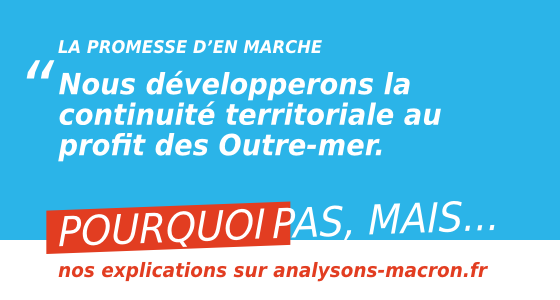 LA PROMESSE D’EN MARCHE
“ Nous développerons la
continuité territoriale au
profit des Outre-mer.
POURQUOI PAS, MAIS...
nos explications sur analysons-macron.fr